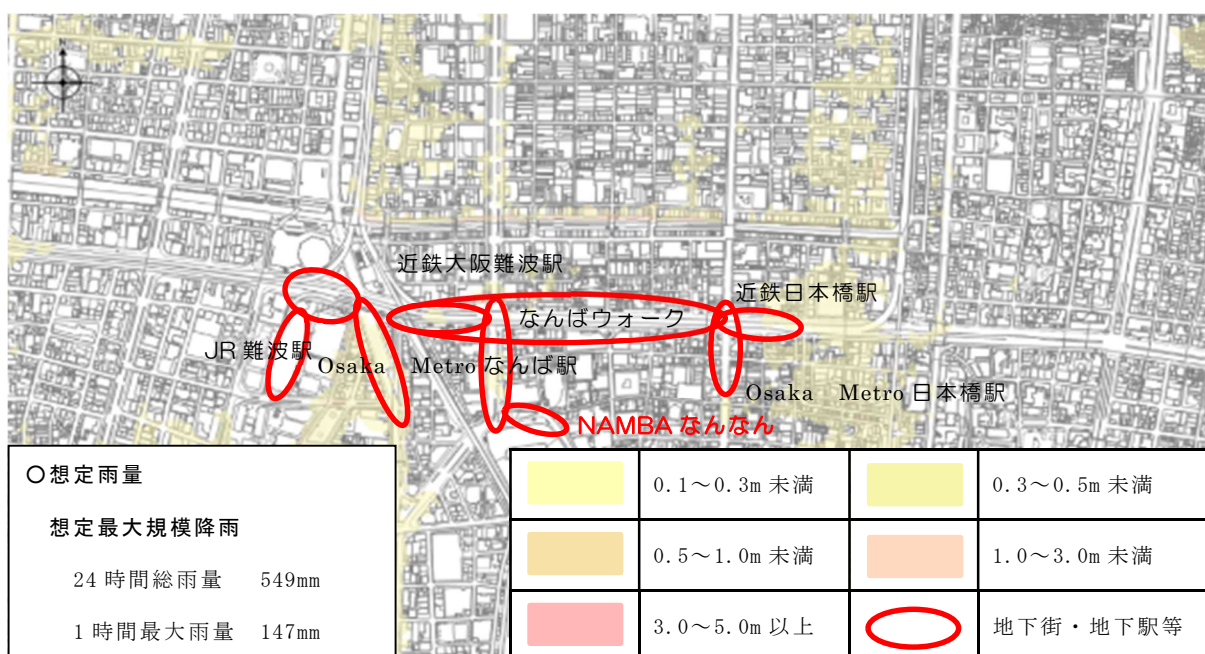 N
近鉄大阪難波駅
近鉄日本橋駅
なんばウォーク
JR難波駅
Osaka Metroなんば駅
Osaka Metro日本橋駅
NAMBAなんなん
〇想定雨量
想定最大規模降雨
24時間総雨量 549mm
1時間最大雨量 147mm
0.1～0.3m未満
0.3～0.5m未満
0.5～1.0m未満
1.0～3.0m未満
3.0～5.0m以上
地下街・地下駅等